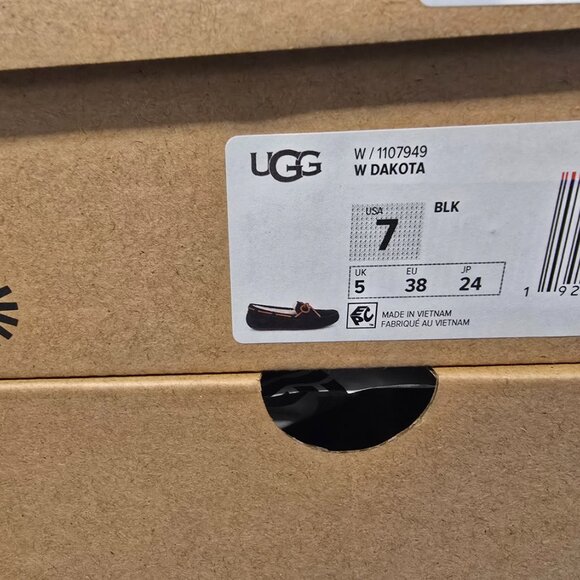 UGG
W / 1107949
W DAKOTA
USA
7
BLK
UK
5
EU
38
JP
24
MADE IN VIETNAM
FABRIQUÉ AU VIETNAM
1 92